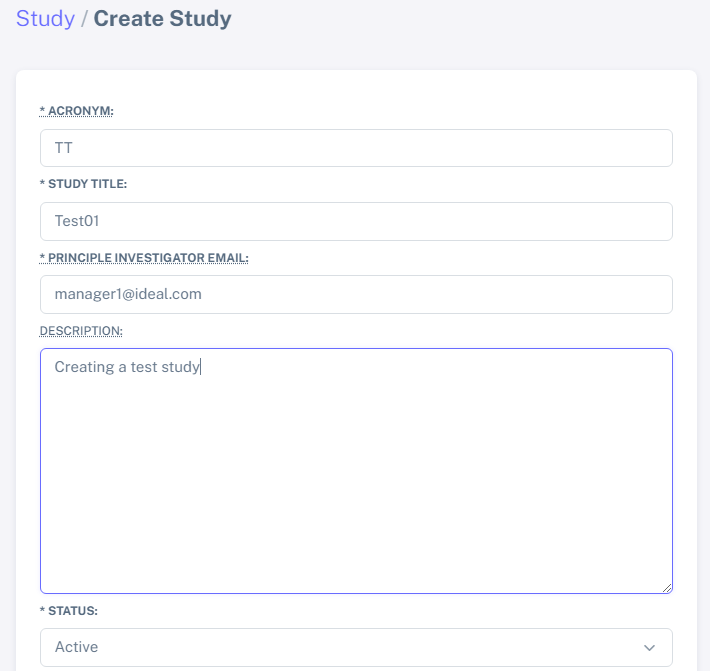 Study / Create Study
* ACRONYM:
TT
* STUDY TITLE:
Test01
* PRINCIPLE INVESTIGATOR EMAIL:
manager1@ideal.com
DESCRIPTION:
Creating a test study
* STATUS:
Active